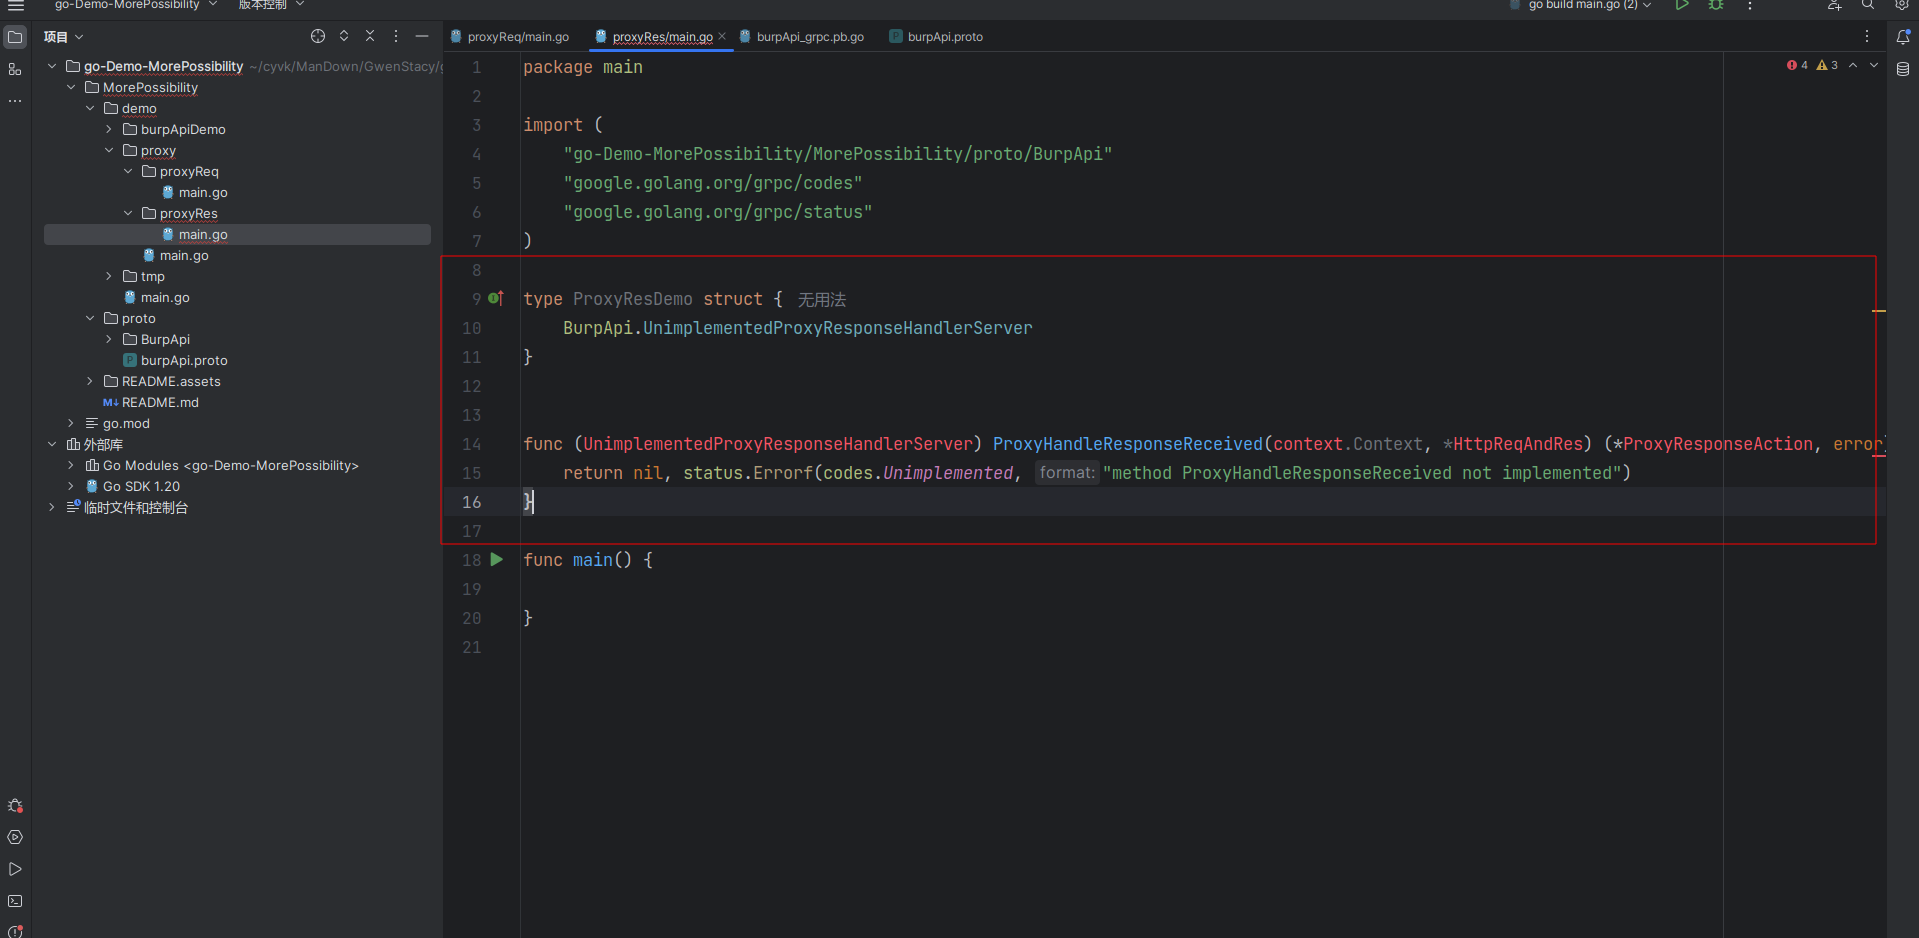 go-Demo-MorePossibility 版本控制 go build main.go (2)
项目
proxyReq/main.go proxyRes/main.go burpApi_grpc.pb.go burpApi.proto
go-Demo-MorePossibility ~/cyvk/ManDown/GwenStacy/g
MorePossibility
demo
burpApiDemo
proxy
proxyReq
main.go
proxyRes
main.go
main.go
tmp
main.go
proto
BurpApi
burpApi.proto
README.assets
M↓ README.md
go.mod
外部库
Go Modules <go-Demo-MorePossibility>
Go SDK 1.20
临时文件和控制台
4 3
1 package main
2
3 import (
4 "go-Demo-MorePossibility/MorePossibility/proto/BurpApi"
5 "google.golang.org/grpc/codes"
6 "google.golang.org/grpc/status"
7 )
8
9 type ProxyResDemo struct { 无用法
10 BurpApi.UnimplementedProxyResponseHandlerServer
11 }
12
13
14 func (UnimplementedProxyResponseHandlerServer) ProxyHandleResponseReceived(context.Context, *HttpReqAndRes) (*ProxyResponseAction, error)
15 return nil, status.Errorf(codes.Unimplemented, format: "method ProxyHandleResponseReceived not implemented")
16 }
17
18 func main() {
19
20 }
21